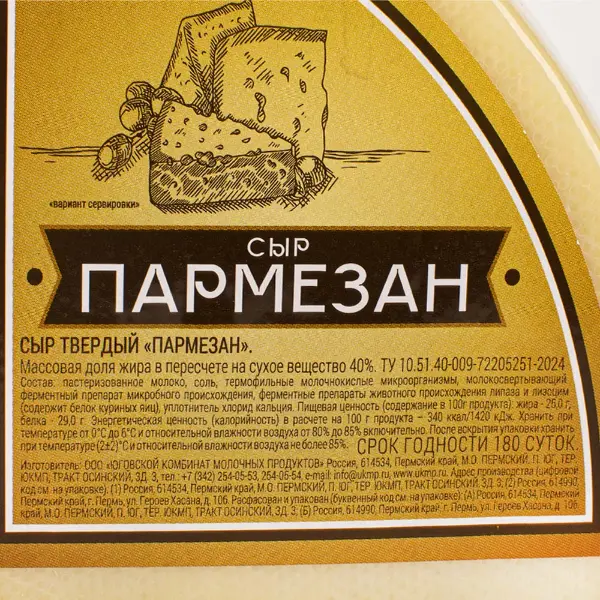 «вариант сервировки»
СЫР
ПАРМЕЗАН
СЫР ТВЕРДЫЙ «ПАРМЕЗАН».
Массовая доля жира в пересчете на сухое вещество 40%. ТУ 10.51.40-009-72205251-2024
Состав: пастеризованное молоко, соль, термофильные молочнокислые микроорганизмы, молокосвертывающий
ферментный препарат микробного происхождения, ферментные препараты животного происхождения липаза и лизоцим
(содержит белок куриных яиц), уплотнитель хлорид кальция. Пищевая ценность (содержание в 100г продукта): жира - 26,0 г,
белка - 29,0 г. Энергетическая ценность (калорийность) в расчете на 100 г продукта – 340 ккал/1420 кДж. Хранить при
температуре от 0°С до 6°С и относительной влажности воздуха от 80% до 85% включительно. После вскрытия упаковки хранить
при температуре (2±2)°С и относительной влажности воздуха не более 85%. СРОК ГОДНОСТИ 180 СУТОК.
Изготовитель: ООО «ЮГОВСКОЙ КОМБИНАТ МОЛОЧНЫХ ПРОДУКТОВ» Россия, 614534, Пермский край, М.О. ПЕРМСКИЙ, П. ЮГ, ТЕР.
ЮКМП, ТРАКТ ОСИНСКИЙ, ЗД. 3, тел.: +7 (342) 254-05-53, 254-05-54, e-mail: info@ukmp.ru, www.ukmp.ru. Адрес производства (цифровой
код см. на упаковке): (1) Россия, 614534, Пермский край, М.О. ПЕРМСКИЙ, П. ЮГ, ТЕР. ЮКМП, ТРАКТ ОСИНСКИЙ, ЗД. 3; (2) Россия, 614990,
Пермский край, г. Пермь, ул. Героев Хасана, д. 106. Расфасован и упакован (буквенный код см. на упаковке): (А) Россия, 614534, Пермский
край, М.О. ПЕРМСКИЙ, П. ЮГ, ТЕР. ЮКМП, ТРАКТ ОСИНСКИЙ, ЗД. 3; (Б) Россия, 614990, Пермский край, г. Пермь, ул. Героев Хасана, д. 106